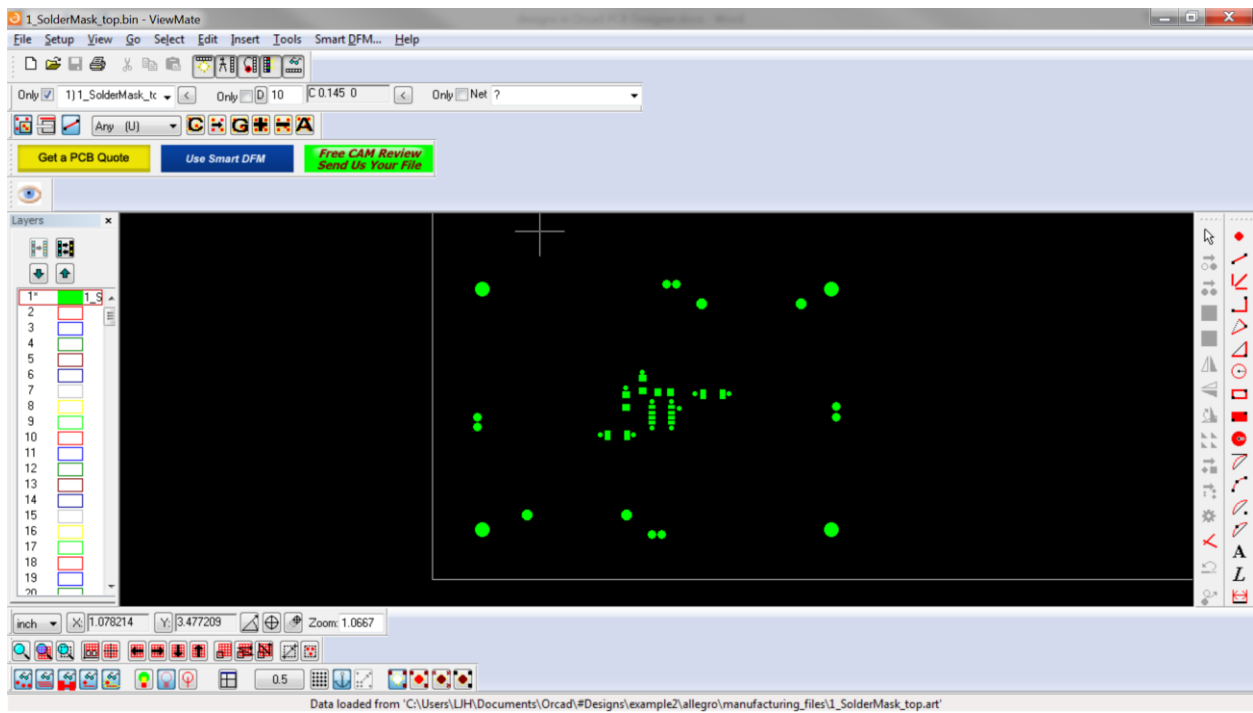 1_SolderMask_top.bin - ViewMate
File Setup View Go Select Edit Insert Tools Smart DFM... Help
Only 1) 1_SolderMask_tc < Only D 10 C 0.145 0 < Only Net ?
Any (U) C G A
Get a PCB Quote Use Smart DFM Free CAM Review
Send Us Your File
Layers
1* 1_S
2
3
4
5
6
7
8
9
10
11
12
13
14
15
16
17
18
19
20
A
L
inch X: 1.078214 Y: 3.477209 Zoom: 1.0667
N
0.5
Data loaded from 'C:\Users\LJH\Documents\Orcad\#Designs\example2\allegro\manufacturing_files\1_SolderMask_top.art'